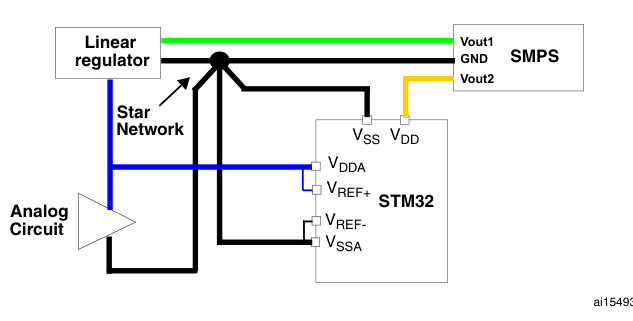 Linear
regulator
Vout1
GND
Vout2
SMPS
Star
Network
VSS
VDD
VDDA
VREF+
STM32
VREF-
VSSA
Analog
Circuit
ai15493